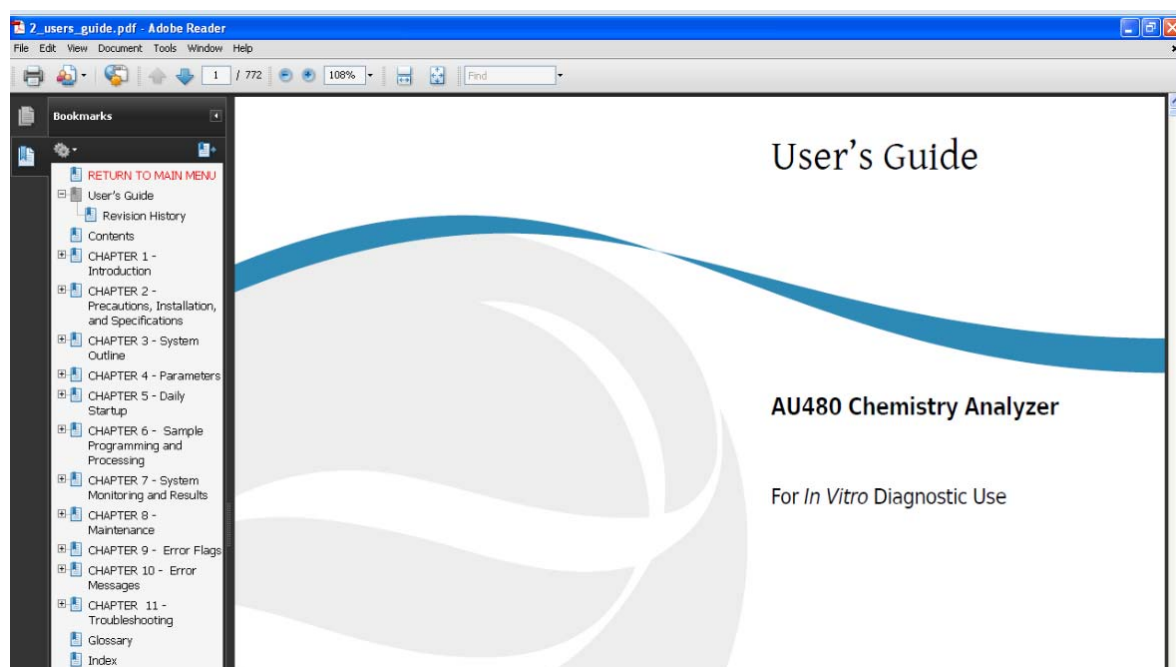 2_users_guide.pdf - Adobe Reader
File Edit View Document Tools Window Help
1 / 772 108% Find
Bookmarks
RETURN TO MAIN MENU
User's Guide
Revision History
Contents
CHAPTER 1 -
Introduction
CHAPTER 2 -
Precautions, Installation,
and Specifications
CHAPTER 3 - System
Outline
CHAPTER 4 - Parameters
CHAPTER 5 - Daily
Startup
CHAPTER 6 - Sample
Programming and
Processing
CHAPTER 7 - System
Monitoring and Results
CHAPTER 8 -
Maintenance
CHAPTER 9 - Error Flags
CHAPTER 10 - Error
Messages
CHAPTER 11 -
Troubleshooting
Glossary
Index
User’s Guide
AU480 Chemistry Analyzer
For In Vitro Diagnostic Use